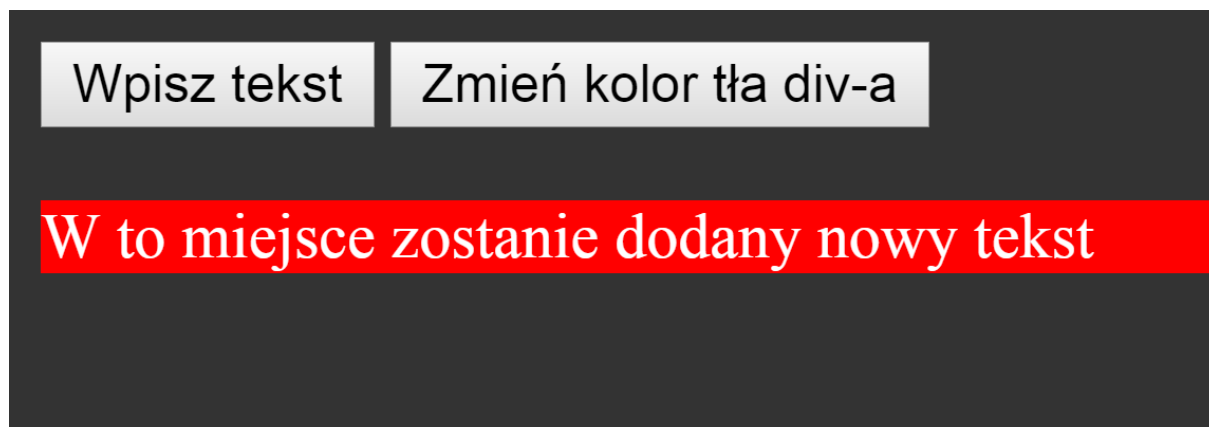 Wpisz tekst Zmień kolor tła div-a
W to miejsce zostanie dodany nowy tekst